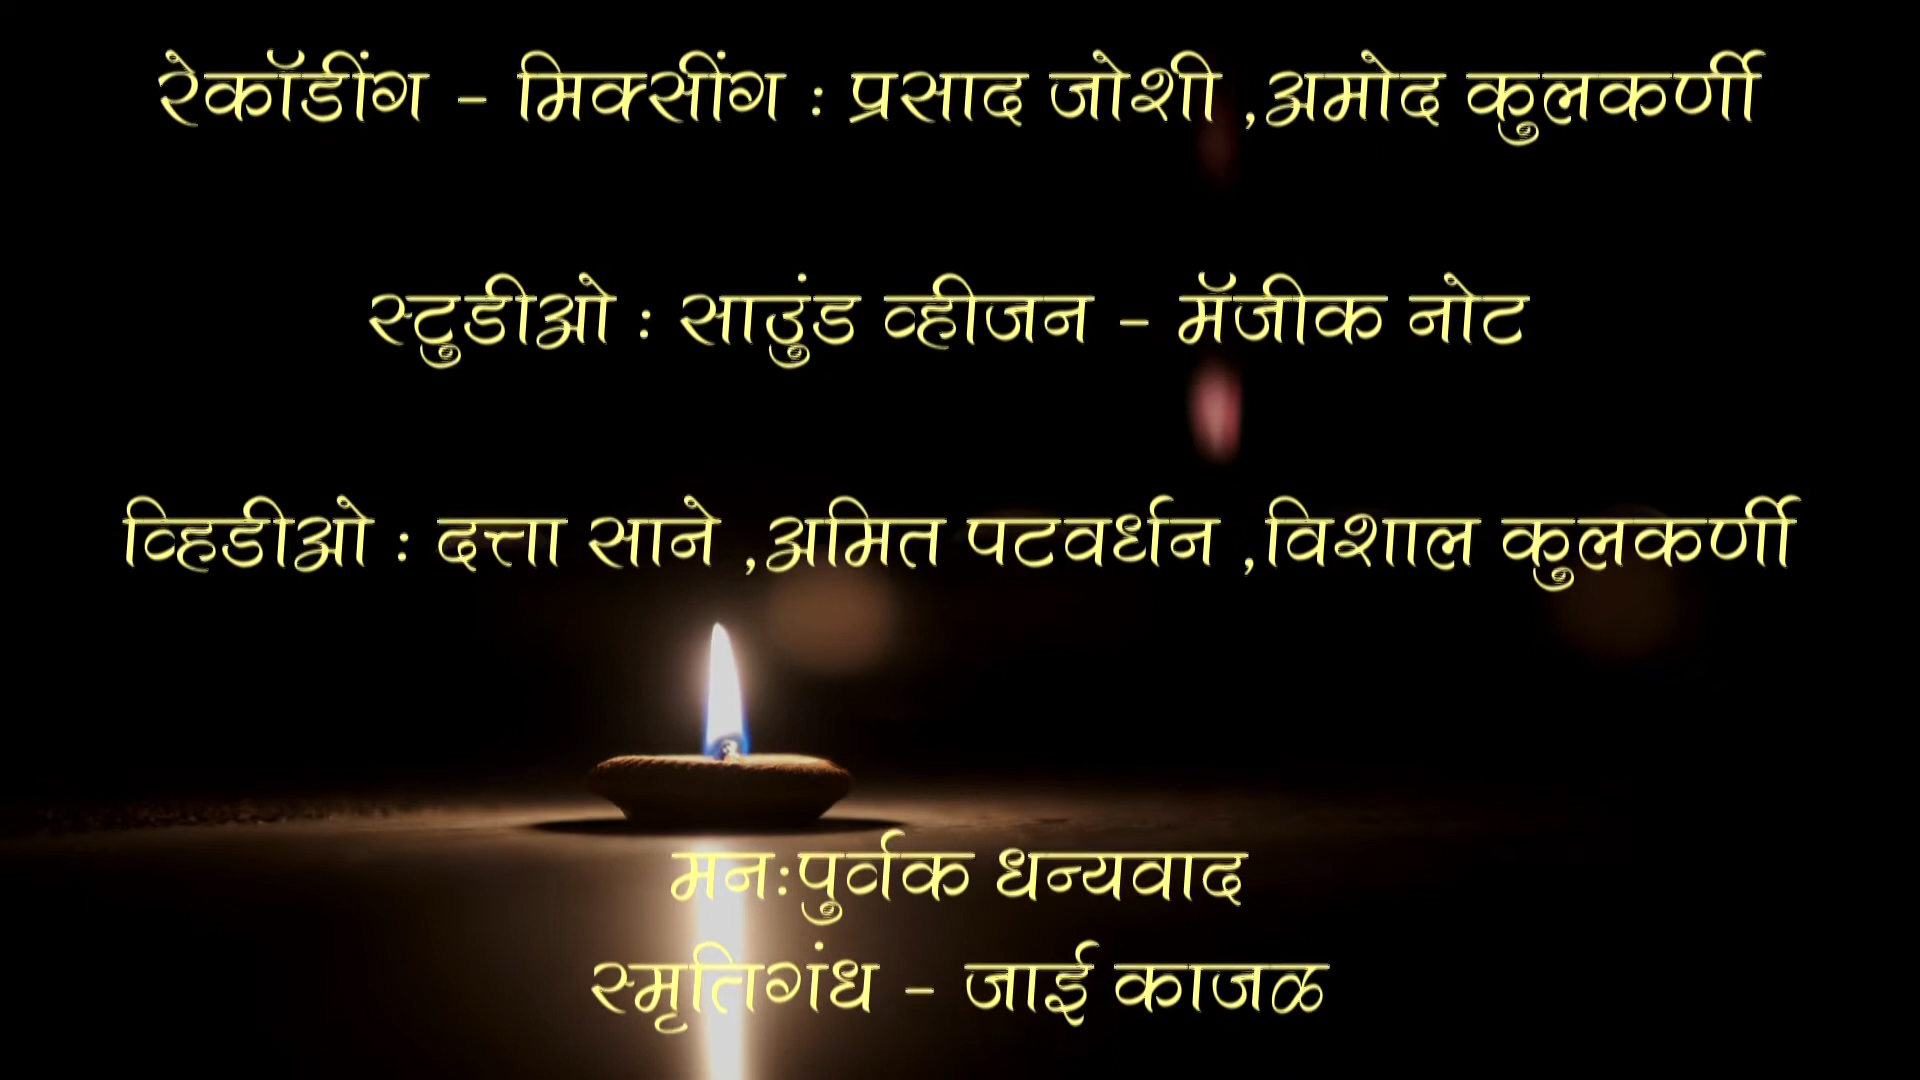 रेकॉडींग - मिक्सींग : प्रसाद जोशी ,अमोद कुलकर्णी
स्टुडीओ : साउंड व्हीजन - मॅजीक नोट
व्हिडीओ : दत्ता साने ,अमित पटवर्धन ,विशाल कुलकर्णी
मनःपुर्वक धन्यवाद
स्मृतिगंध - जाई काजळ